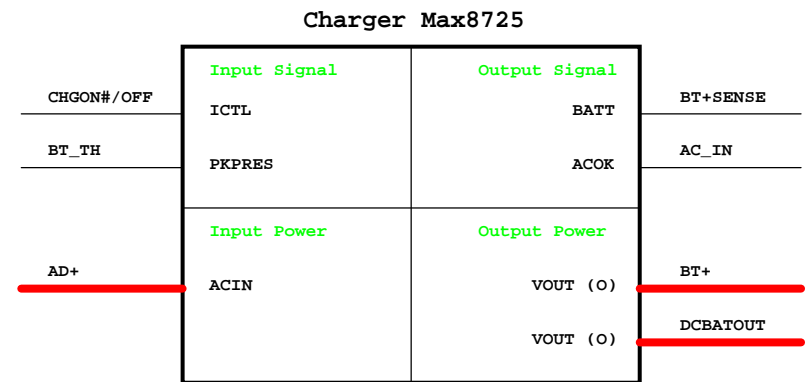 Charger Max8725
Input Signal Output Signal
CHGON#/OFF ICTL BATT BT+SENSE
BT_TH PKPRES ACOK AC_IN
Input Power Output Power
AD+ ACIN VOUT (O) BT+
VOUT (O) DCBATOUT